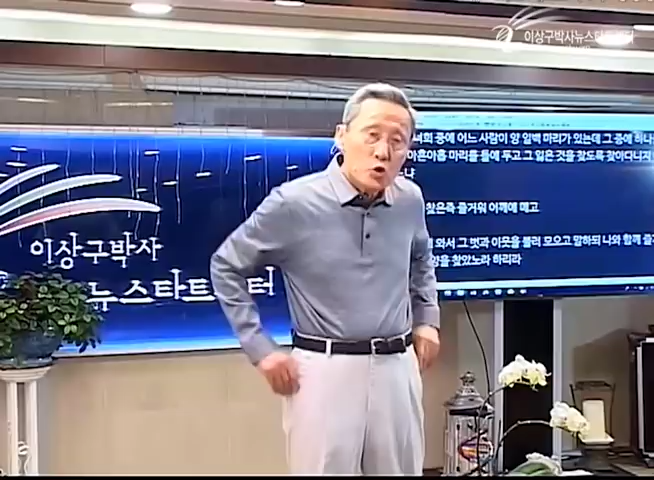 이상구박사뉴스타트센터
너희 중에 어느 사람이 양 일백 마리가 있는데 그 중에 하나
아흔아홉 마리를 들에 두고 그 잃은 것을 찾도록 찾아다니지
냐
찾은즉 즐거워 어깨에 메고
와서 그 벗과 이웃을 불러 모으고 말하되 나와 함께 즐
양을 찾았노라 하리라
이상구박사
뉴스타트센터